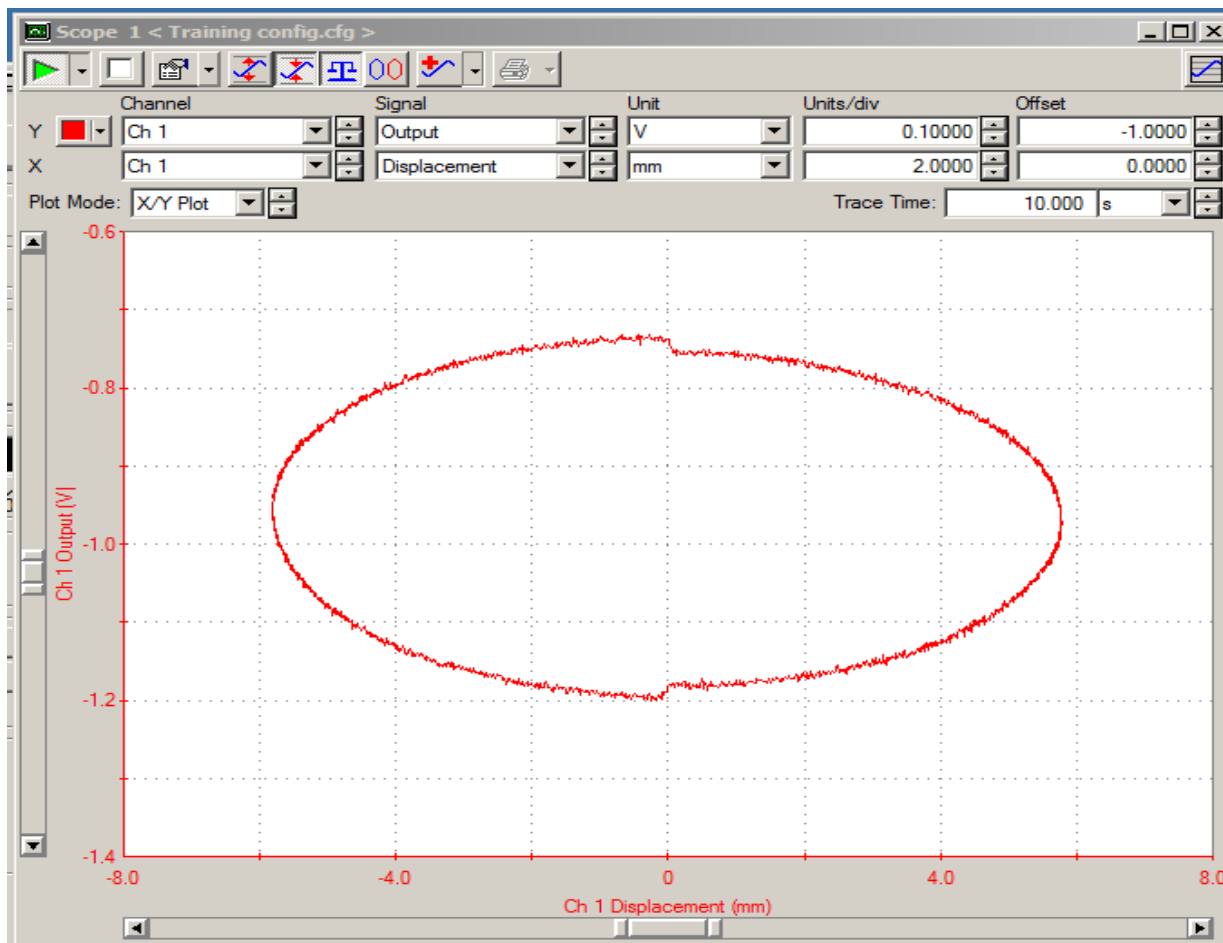 Scope 1 < Training config.cfg >
Channel Signal Unit Units/div Offset
Y Ch 1 Output V 0.10000 -1.0000
X Ch 1 Displacement mm 2.0000 0.0000
Plot Mode: X/Y Plot Trace Time: 10.000 s
-0.6
-0.8
-1.0
-1.2
-1.4
Ch 1 Output (V)
-8.0 -4.0 0 4.0 8.0
Ch 1 Displacement (mm)